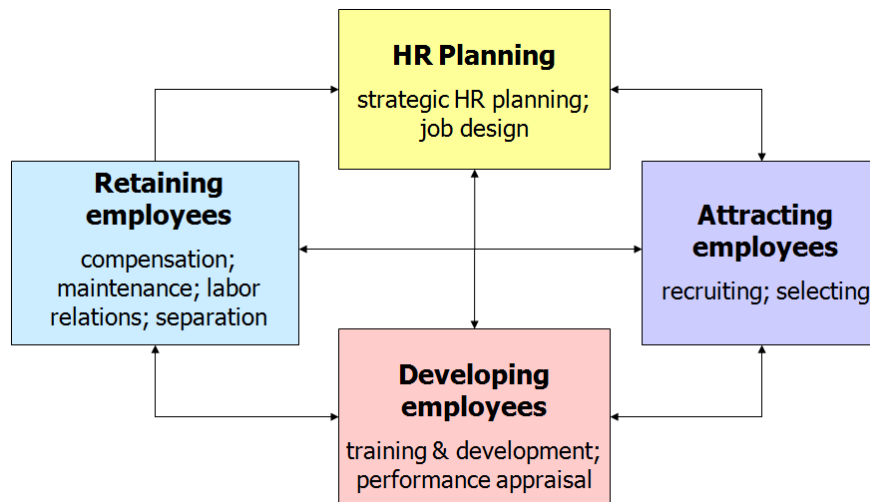 HR Planning
strategic HR planning;
job design
Retaining
employees
compensation;
maintenance; labor
relations; separation
Attracting
employees
recruiting; selecting
Developing
employees
training & development;
performance appraisal